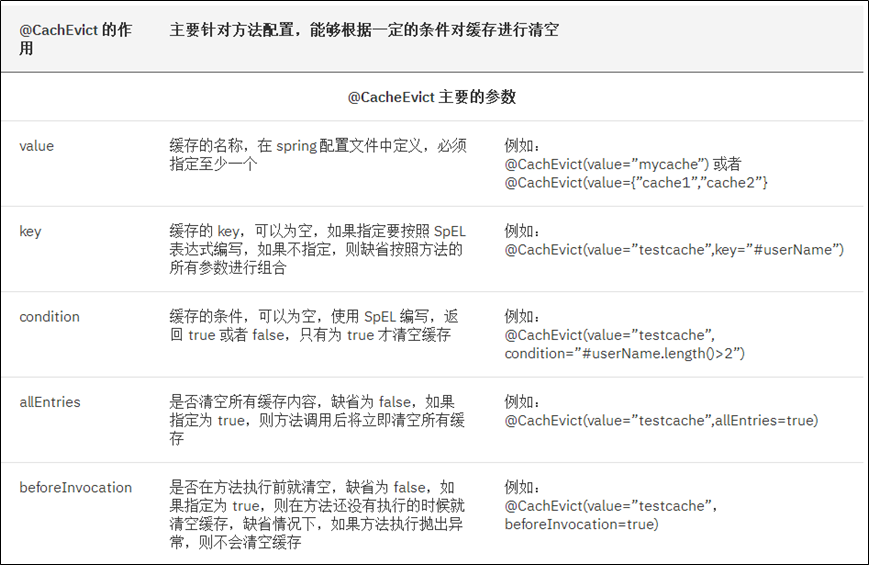 @CachEvict 的作
用
主要针对方法配置，能够根据一定的条件对缓存进行清空
@CacheEvict 主要的参数
value
缓存的名称，在 spring 配置文件中定义，必须
指定至少一个
例如：
@CachEvict(value=”mycache”) 或者
@CachEvict(value={”cache1”,”cache2”}
key
缓存的 key，可以为空，如果指定要按照 SpEL
表达式编写，如果不指定，则缺省按照方法的
所有参数进行组合
例如：
@CachEvict(value=”testcache”,key=”#userName”)
condition
缓存的条件，可以为空，使用 SpEL 编写，返
回 true 或者 false，只有为 true 才清空缓存
例如：
@CachEvict(value=”testcache”,
condition=”#userName.length()>2”)
allEntries
是否清空所有缓存内容，缺省为 false，如果
指定为 true，则方法调用后将立即清空所有缓
存
例如：
@CachEvict(value=”testcache”,allEntries=true)
beforeInvocation
是否在方法执行前就清空，缺省为 false，如
果指定为 true，则在方法还没有执行的时候就
清空缓存，缺省情况下，如果方法执行抛出异
常，则不会清空缓存
例如：
@CachEvict(value=”testcache”，
beforeInvocation=true)